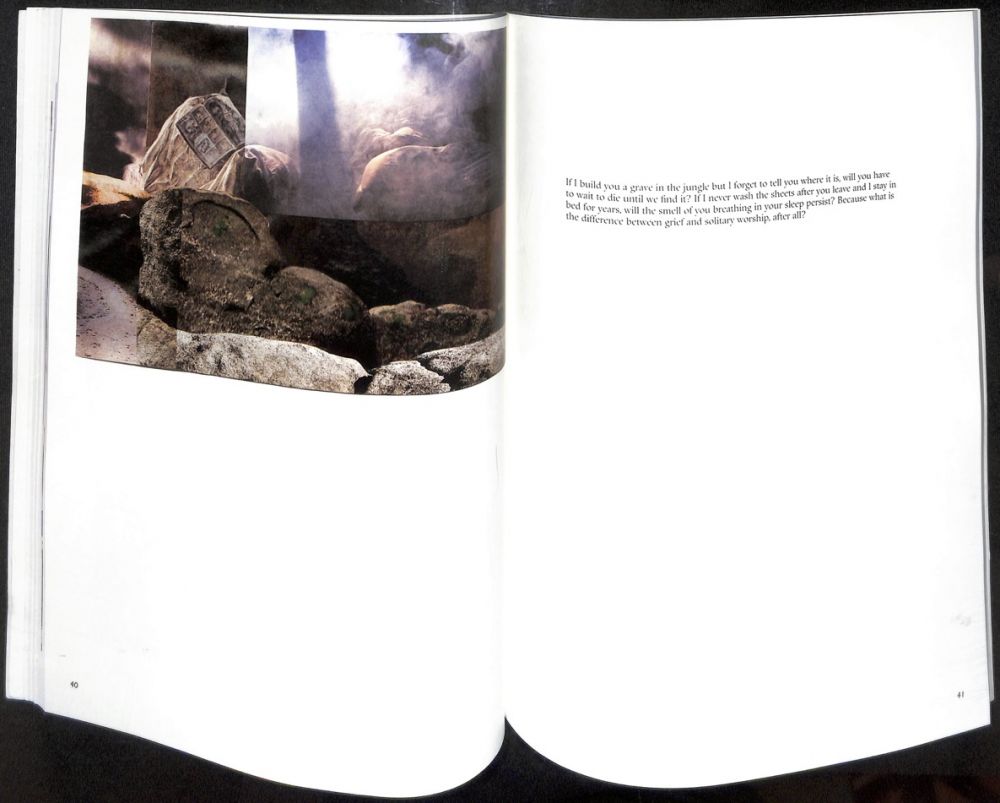 If I build you a grave in the jungle but I forget to tell you where it is, will you have
to wait to die until we find it? If I never wash the sheets after you leave and I stay in
bed for years, will the smell of you breathing in your sleep persist? Because what is
the difference between grief and solitary worship, after all?
40
41